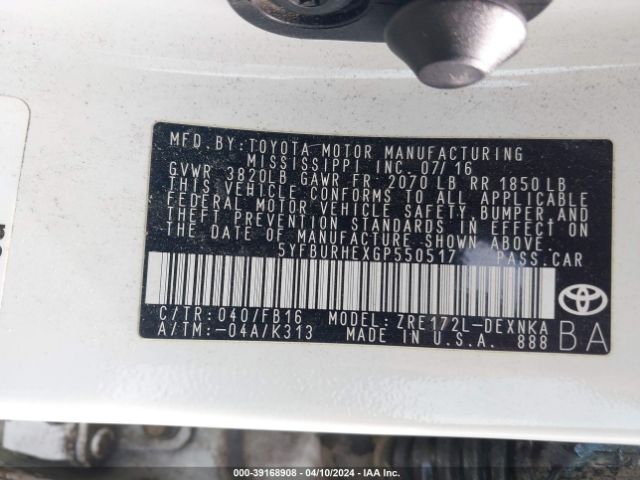 MFD. BY: TOYOTA MOTOR MANUFACTURING
MISSISSIPPI INC. 07/16
GVWR 3820LB GAWR FR. 2070 LB RR 1850 LB
THIS VEHICLE CONFORMS TO ALL APPLICABLE
FEDERAL MOTOR VEHICLE SAFETY, BUMPER, AND
THEFT PREVENTION STANDARDS IN EFFECT ON
THE DATE OF MANUFACTURE SHOWN ABOVE.
5YFBURHEXGP550517 PASS.CAR
C/TR: 040/FB16 MODEL: ZRE172L-DEXNKA
A/TM: -04A/K313 MADE IN U.S.A. 888
BA
000-39168908 - 04/10/2024 - IAA Inc.